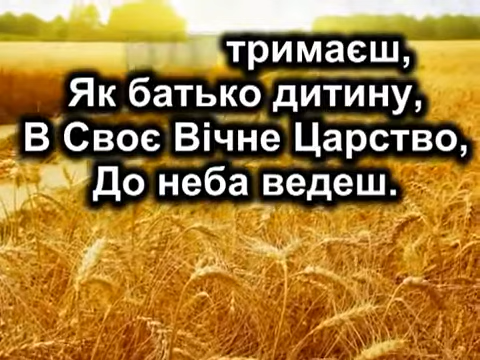 тримаєш,
Як батько дитину,
В Своє Вічне Царство,
До неба ведеш.